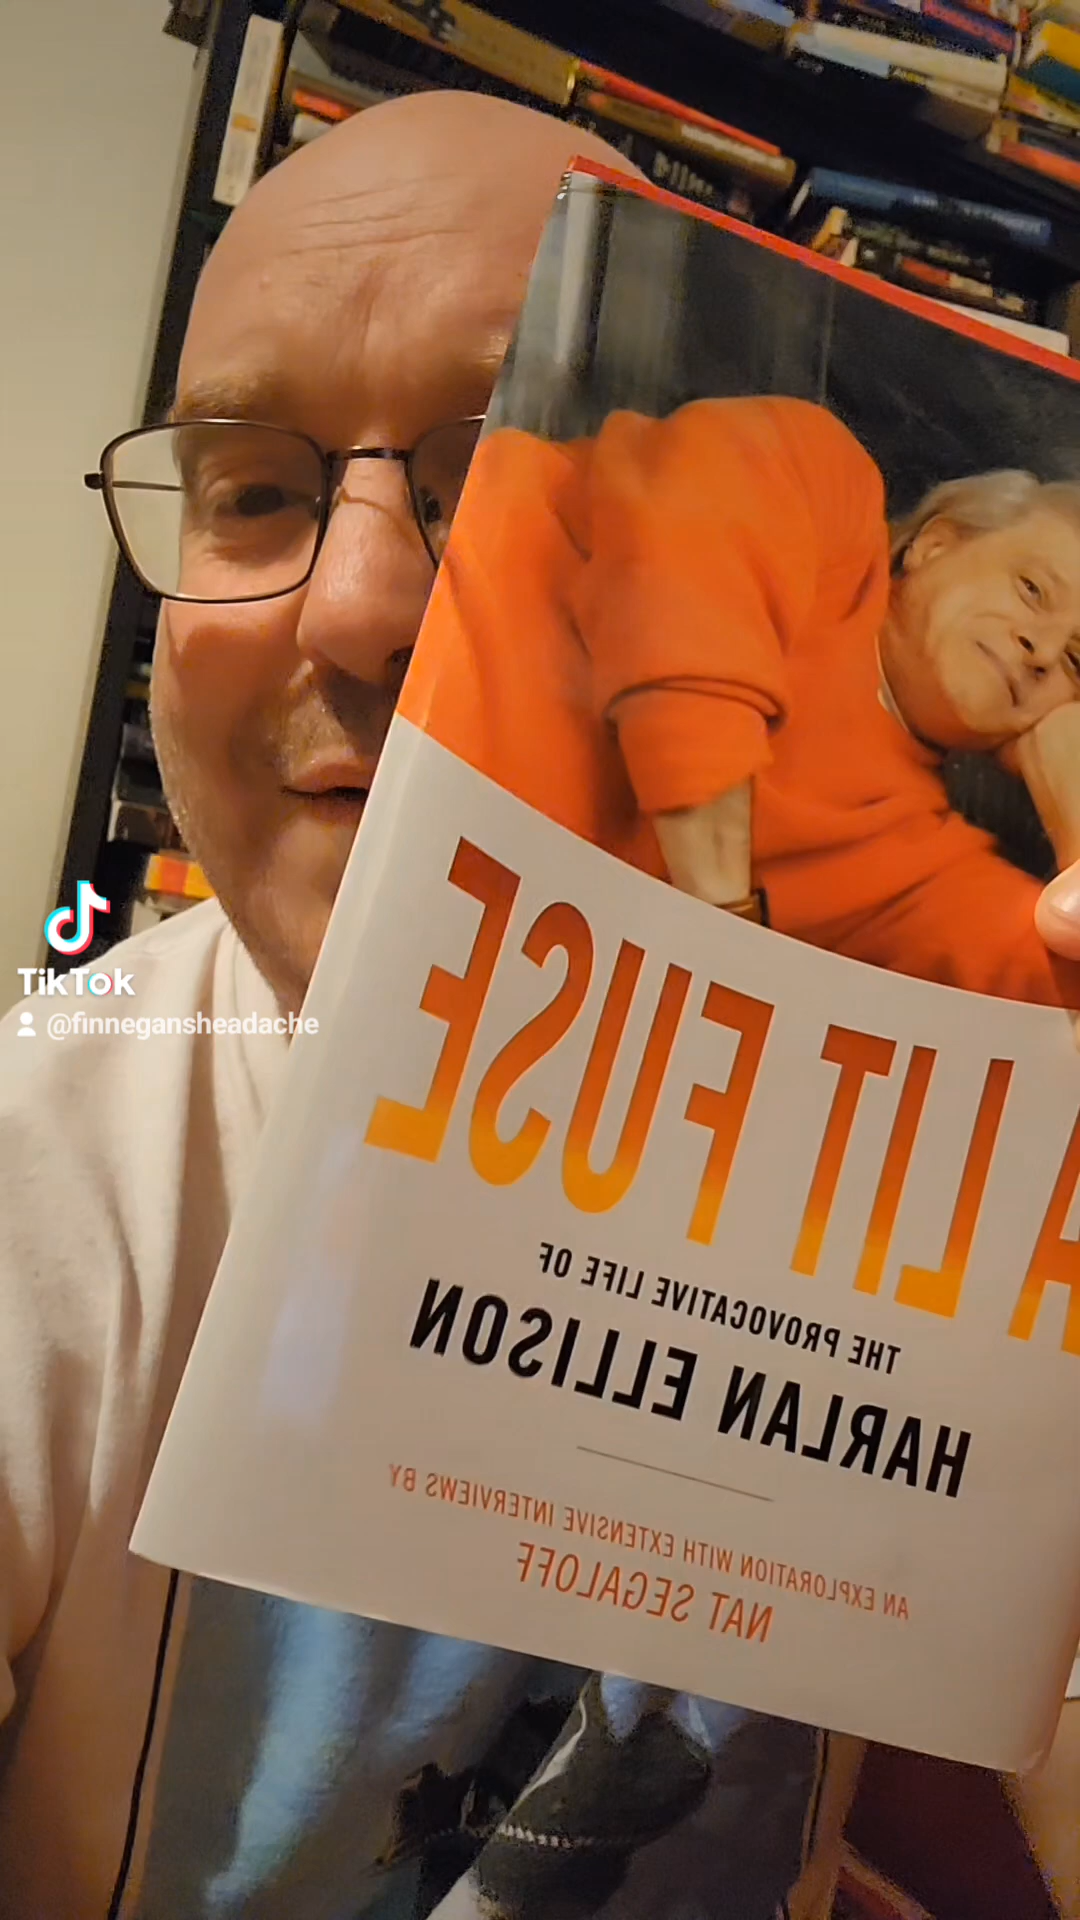 TikTok
@finnegansheadache
A LIT FUSE
THE PROVOCATIVE LIFE OF
HARLAN ELLISON
AN EXPLORATION WITH EXTENSIVE INTERVIEWS BY
NAT SEGALOFF